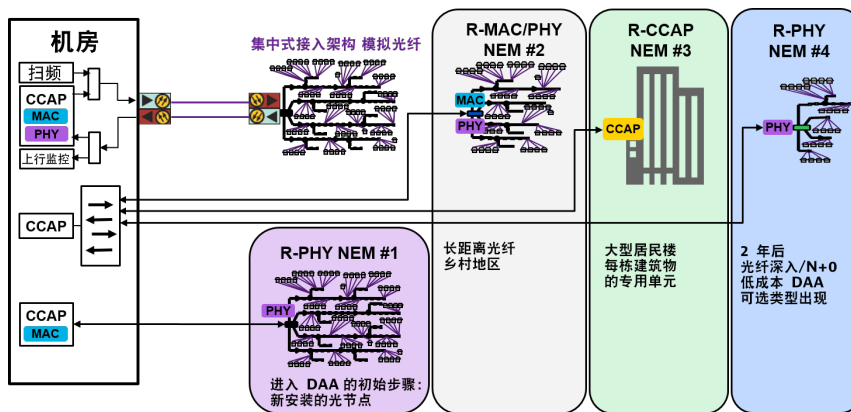 机房
扫频
CCAP
MAC
PHY
上行监控
CCAP
CCAP
MAC
集中式接入架构 模拟光纤
R-PHY NEM #1
PHY
进入 DAA 的初始步骤:
新安装的光节点
R-MAC/PHY
NEM #2
MAC
PHY
长距离光纤
乡村地区
R-CCAP
NEM #3
CCAP
大型居民楼
每栋建筑物
的专用单元
R-PHY
NEM #4
PHY
2 年后
光纤深入/N+0
低成本 DAA
可选类型出现